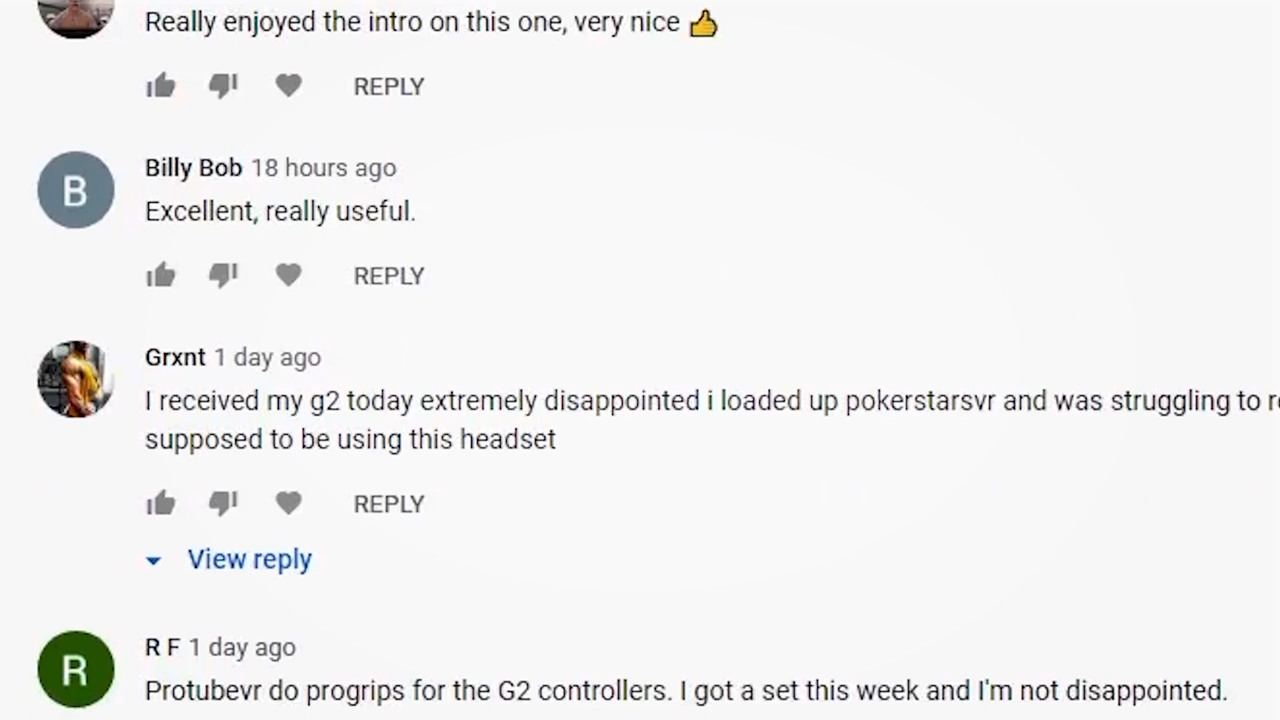 Really enjoyed the intro on this one, very nice 👍
REPLY
B
Billy Bob 18 hours ago
Excellent, really useful.
REPLY
Grxnt 1 day ago
I received my g2 today extremely disappointed i loaded up pokerstarsvr and was struggling to
supposed to be using this headset
REPLY
View reply
R
R F 1 day ago
Protubevr do progrips for the G2 controllers. I got a set this week and I'm not disappointed.